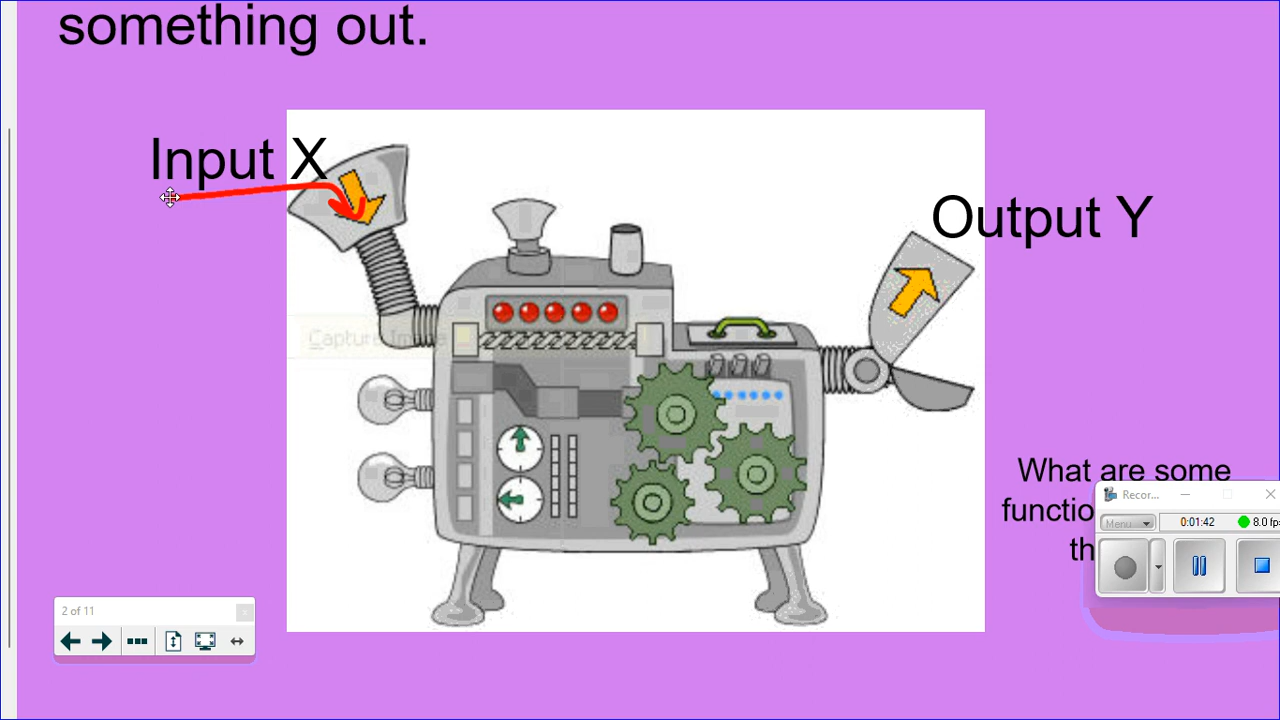 something out.
Input X
Output Y
Capture Image
What are some
functio
th
Recor...
Menu
0:01:42
8.0 fps
2 of 11